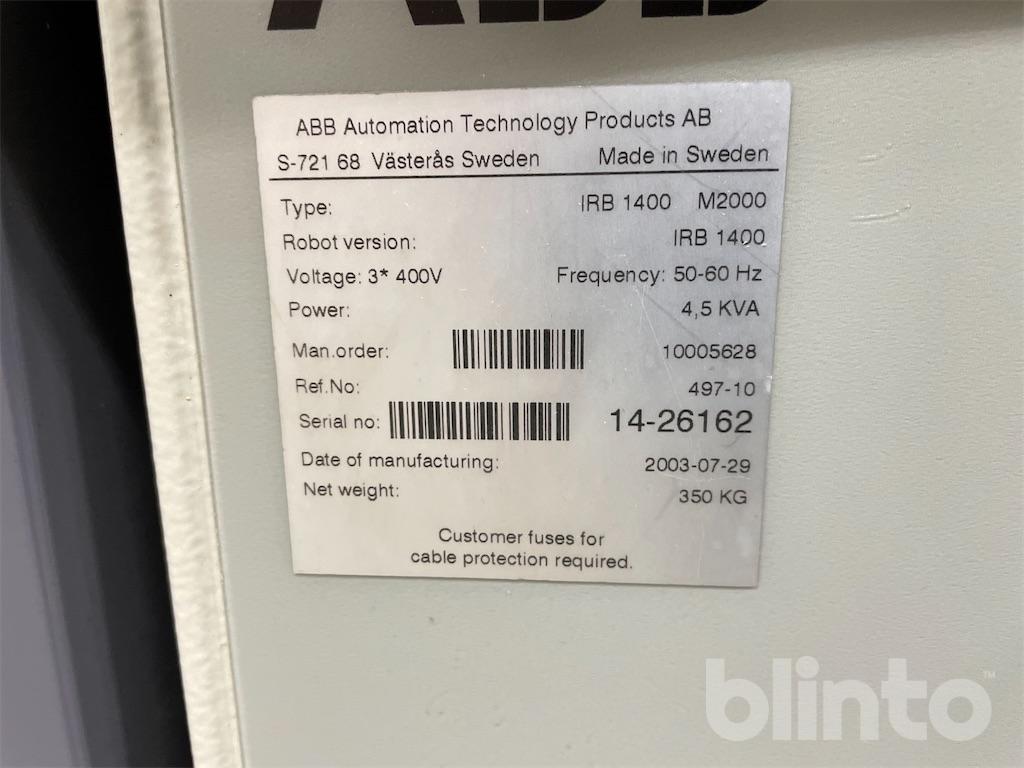 ABB
ABB Automation Technology Products AB
S-721 68 Västerås Sweden Made in Sweden
Type: IRB 1400 M2000
Robot version: IRB 1400
Voltage: 3* 400V Frequency: 50-60 Hz
Power: 4,5 KVA
Man.order: 10005628
Ref.No: 497-10
Serial no: 14-26162
Date of manufacturing: 2003-07-29
Net weight: 350 KG
Customer fuses for
cable protection required.
blinto™